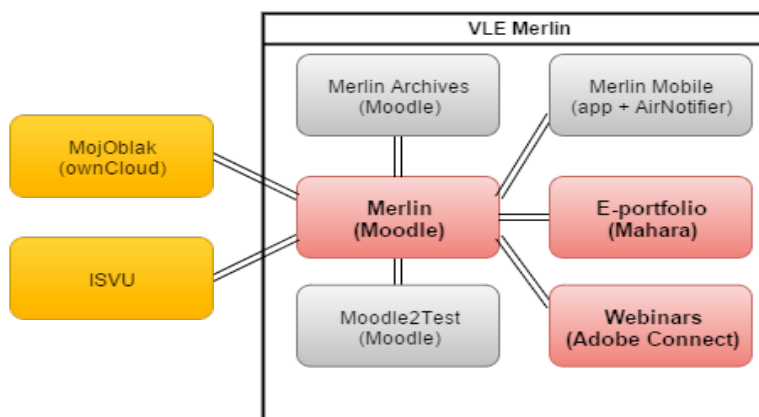 VLE Merlin
Merlin Archives
(Moodle)
Merlin Mobile
(app + AirNotifier)
MojOblak
(ownCloud)
Merlin
(Moodle)
E-portfolio
(Mahara)
ISVU
Moodle2Test
(Moodle)
Webinars
(Adobe Connect)